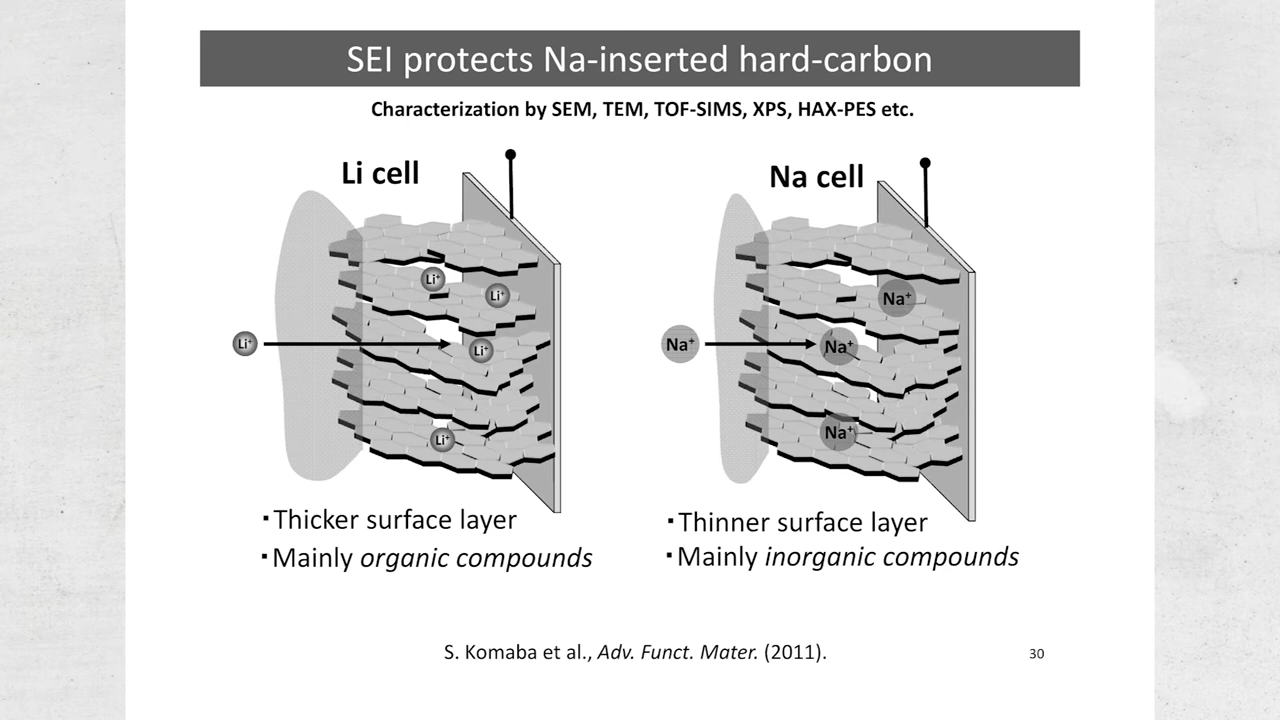 SEI protects Na-inserted hard-carbon
Characterization by SEM, TEM, TOF-SIMS, XPS, HAX-PES etc.
Li cell
Li⁺
Li⁺
Li⁺
Li⁺
Li⁺
・Thicker surface layer
・Mainly organic compounds
Na cell
Na⁺
Na⁺
Na⁺
Na⁺
・Thinner surface layer
・Mainly inorganic compounds
S. Komaba et al., Adv. Funct. Mater. (2011).
30